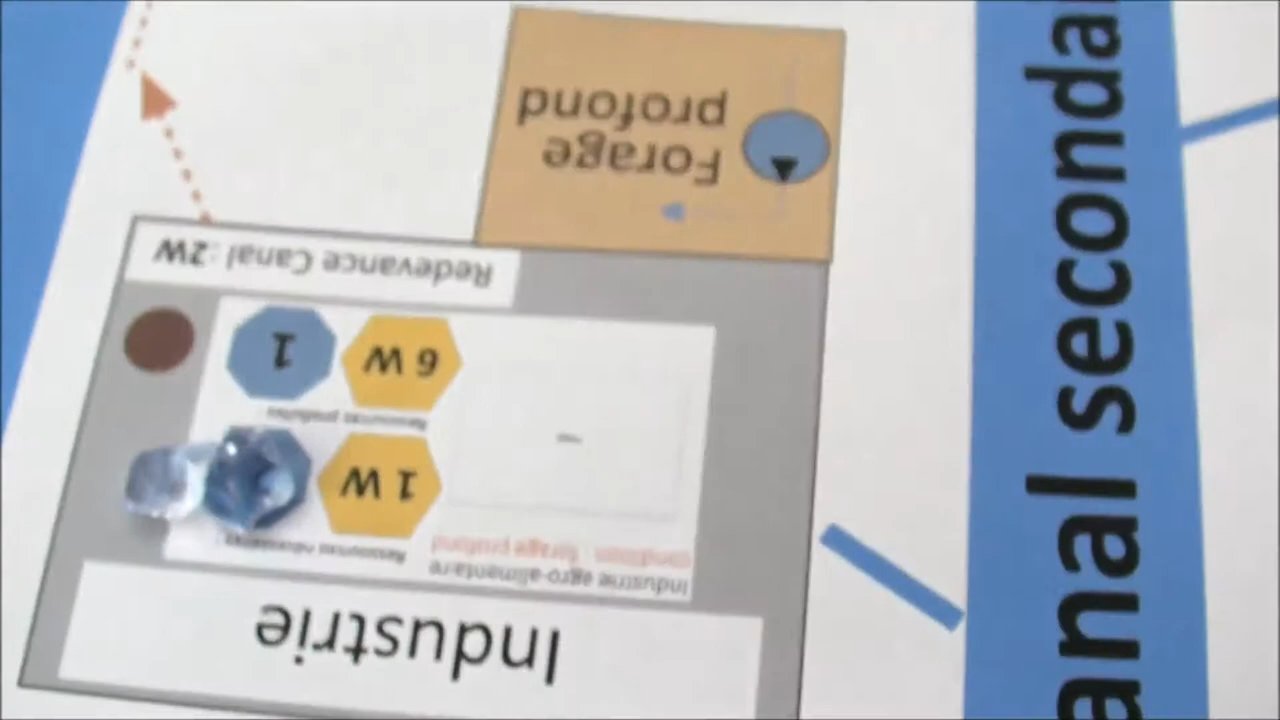 Industrie
Industrie agro-alimentaire
condition : forage profond
Ressources nécessaires
1 W
Ressources produites
6 W
1
Redevance Canal : 2W
Forage
profond
anal seconda